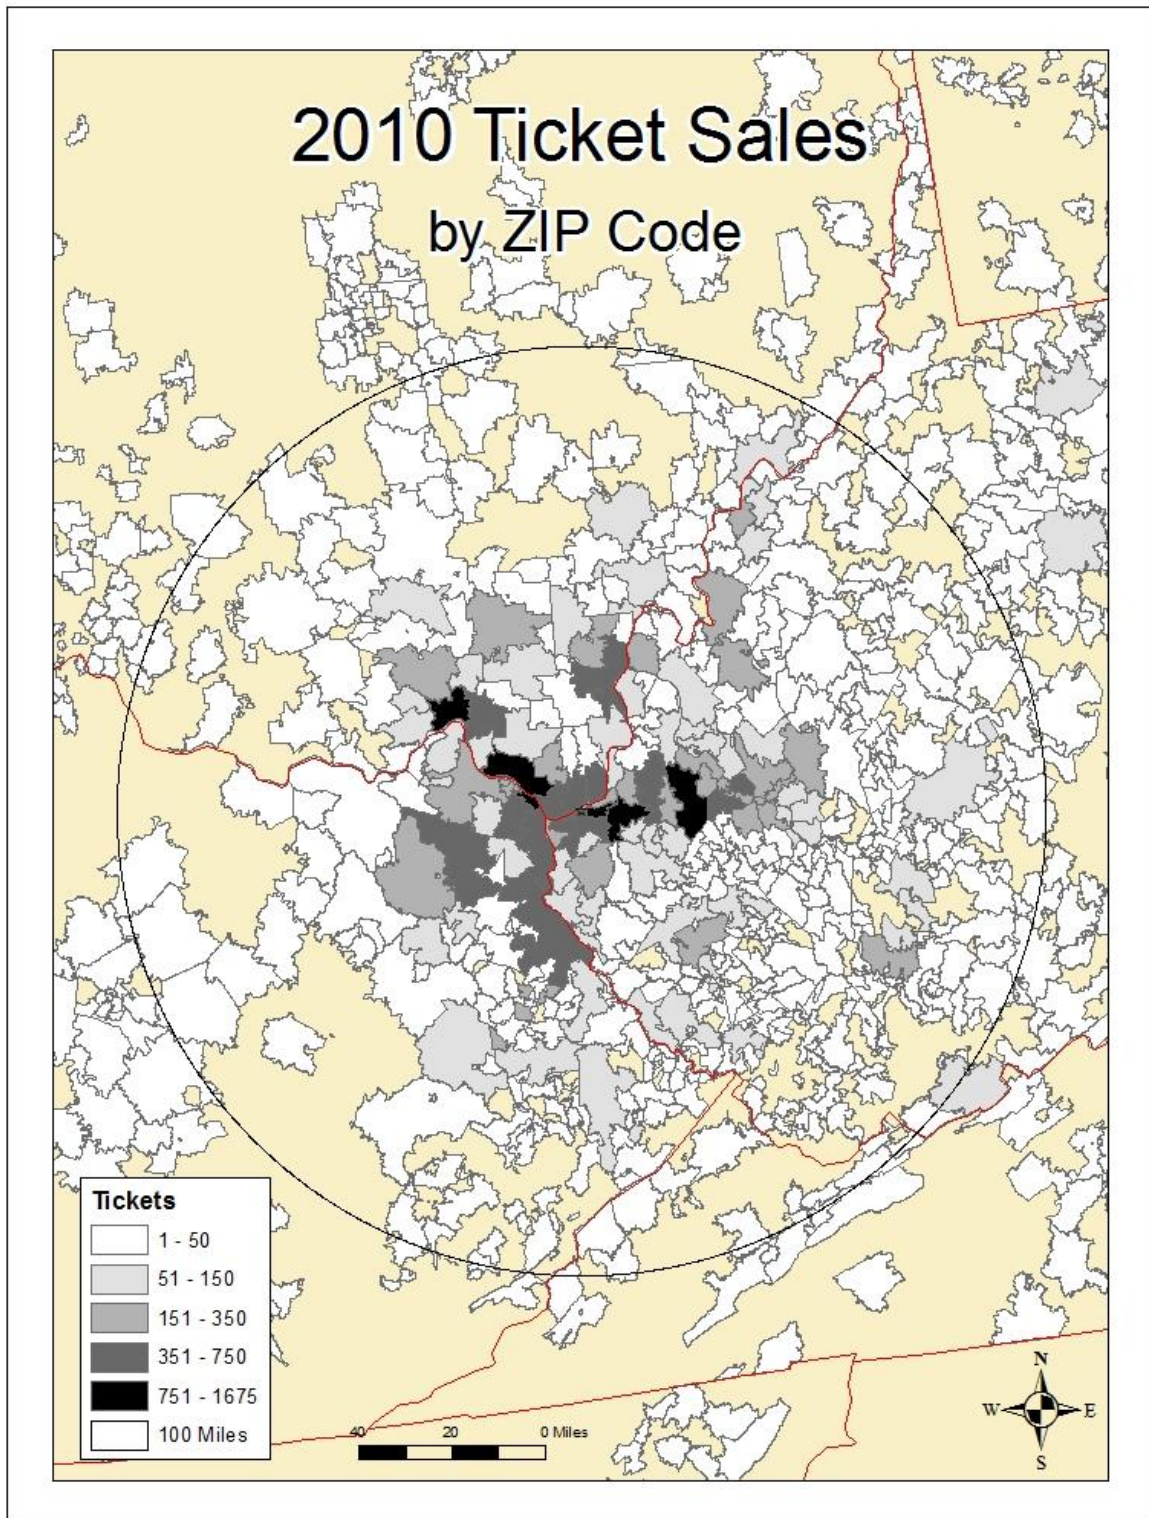 2010 Ticket Sales
by ZIP Code
Tickets
1 - 50
51 - 150
151 - 350
351 - 750
751 - 1675
100 Miles
40 20 0 Miles
N
W E
S